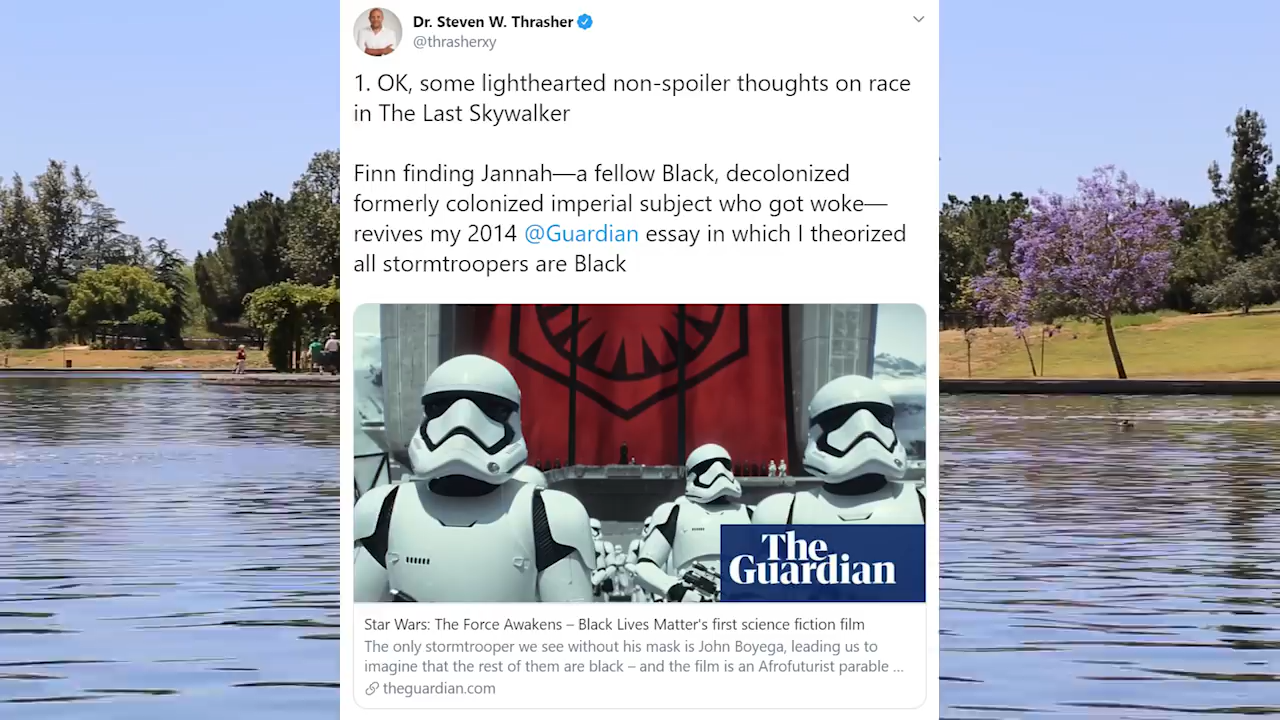 Dr. Steven W. Thrasher
@thrasherxy
1. OK, some lighthearted non-spoiler thoughts on race
in The Last Skywalker
Finn finding Jannah—a fellow Black, decolonized
formerly colonized imperial subject who got woke—
revives my 2014 @Guardian essay in which I theorized
all stormtroopers are Black
The
Guardian
Star Wars: The Force Awakens – Black Lives Matter's first science fiction film
The only stormtrooper we see without his mask is John Boyega, leading us to
imagine that the rest of them are black – and the film is an Afrofuturist parable ...
theguardian.com